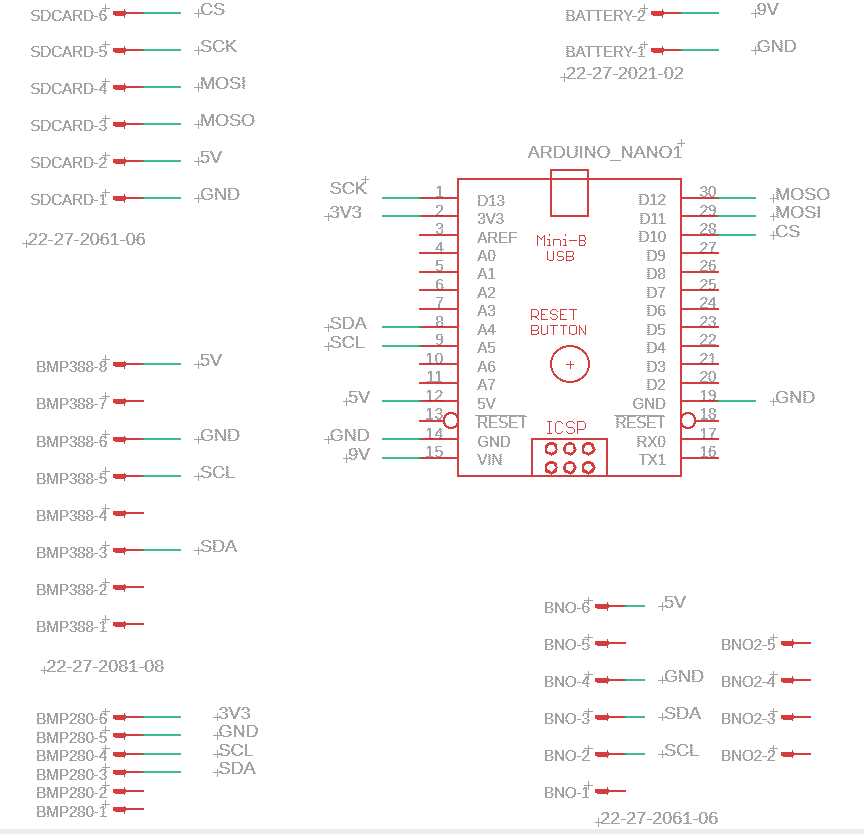 SDCARD-6 CS
SDCARD-5 SCK
SDCARD-4 MOSI
SDCARD-3 MOSO
SDCARD-2 5V
SDCARD-1 GND
22-27-2061-06
BATTERY-2 9V
BATTERY-1 GND
22-27-2021-02
ARDUINO_NANO1
SCK 1 D13 D12 30 MOSO
3V3 2 3V3 D11 29 MOSI
3 AREF D10 28 CS
4 A0 D9 27
5 A1 D8 26
6 A2 D7 25
7 A3 D6 24
SDA 8 A4 D5 23
SCL 9 A5 D4 22
10 A6 D3 21
11 A7 D2 20
5V 12 5V GND 19 GND
13 RESET RESET 18
GND 14 GND RX0 17
9V 15 VIN TX1 16
Mini-B
USB
RESET
BUTTON
ICSP
BMP388-8 5V
BMP388-7
BMP388-6 GND
BMP388-5 SCL
BMP388-4
BMP388-3 SDA
BMP388-2
BMP388-1
22-27-2081-08
BMP280-6 3V3
BMP280-5 GND
BMP280-4 SCL
BMP280-3 SDA
BMP280-2
BMP280-1
BNO-6 5V
BNO-5 BNO2-5
BNO-4 GND BNO2-4
BNO-3 SDA BNO2-3
BNO-2 SCL BNO2-2
BNO-1
22-27-2061-06